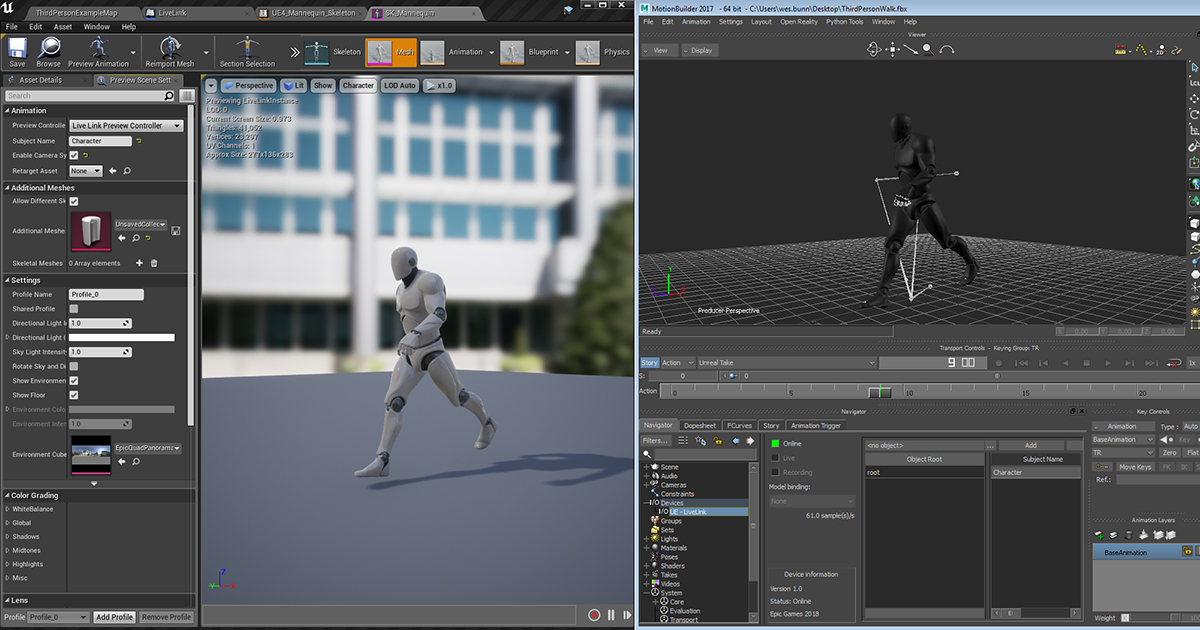 ThirdPersonExampleMap
LiveLink
UE4_Mannequin_Skeleton
SK_Mannequin
File Edit Asset Window Help
Save
Browse
Preview Animation
Reimport Mesh
Section Selection
Skeleton
Mesh
Animation
Blueprint
Physics
Asset Details
Preview Scene Sett
Search
Perspective
Lit
Show
Character
LOD Auto
x1.0
Previewing LiveLinkInstance
LOD: 0
Current Screen Size: 0.973
Triangles: 41,052
Vertices: 23,297
UV Channels: 1
Approx Size: 277x136x283
Animation
Preview Controlle
Live Link Preview Controller
Subject Name
Character
Enable Camera Sy
Retarget Asset
None
Additional Meshes
Allow Different Sk
Additional Meshe
UnsavedCollec
Skeletal Meshes
0 Array elements
Settings
Profile Name
Profile_0
Shared Profile
Directional Light I
1.0
Directional Light C
Sky Light Intensity
1.0
Rotate Sky and Di
Show Environmen
Show Floor
Environment Colo
Environment Inten
1.0
Environment Cube
EpicQuadPanorama
Color Grading
WhiteBalance
Global
Shadows
Midtones
Highlights
Misc
Lens
Profile
Profile_0
Add Profile
Remove Profile
Z
MotionBuilder 2017 - 64 bit - C:\Users\wes.bunn\Desktop\ThirdPersonWalk.fbx
File Edit Animation Settings Layout Open Reality Python Tools Window Help
Viewer
View
Display
2D
Producer Perspective
Ready
Transport Controls - Keying Group: TR
Story
Action
Unreal Take
9 00
1x
S:
0
0
Action
0
5
10
15
20
Navigator
Key Controls
Navigator
Dopesheet
FCurves
Story
Animation Trigger
Filters...
Scene
Audio
Cameras
Constraints
I/O Devices
I/O UE - LiveLink
Groups
Sets
Lights
Materials
Poses
Shaders
Takes
Videos
System
Core
Evaluation
Transport
Online
Live
Recording
Model binding:
None
61.0 sample(s)/s
Device information
Version 1.0
Status: Online
Epic Games 2018
<no object>
...
Add
Object Root
Subject Name
root
Character
Animation
Type :
Auto
BaseAnimation
Key
TR
Zero
Flat
Move Keys
FK
IK
Ref.:
Animation Layers
BaseAnimation
Weight